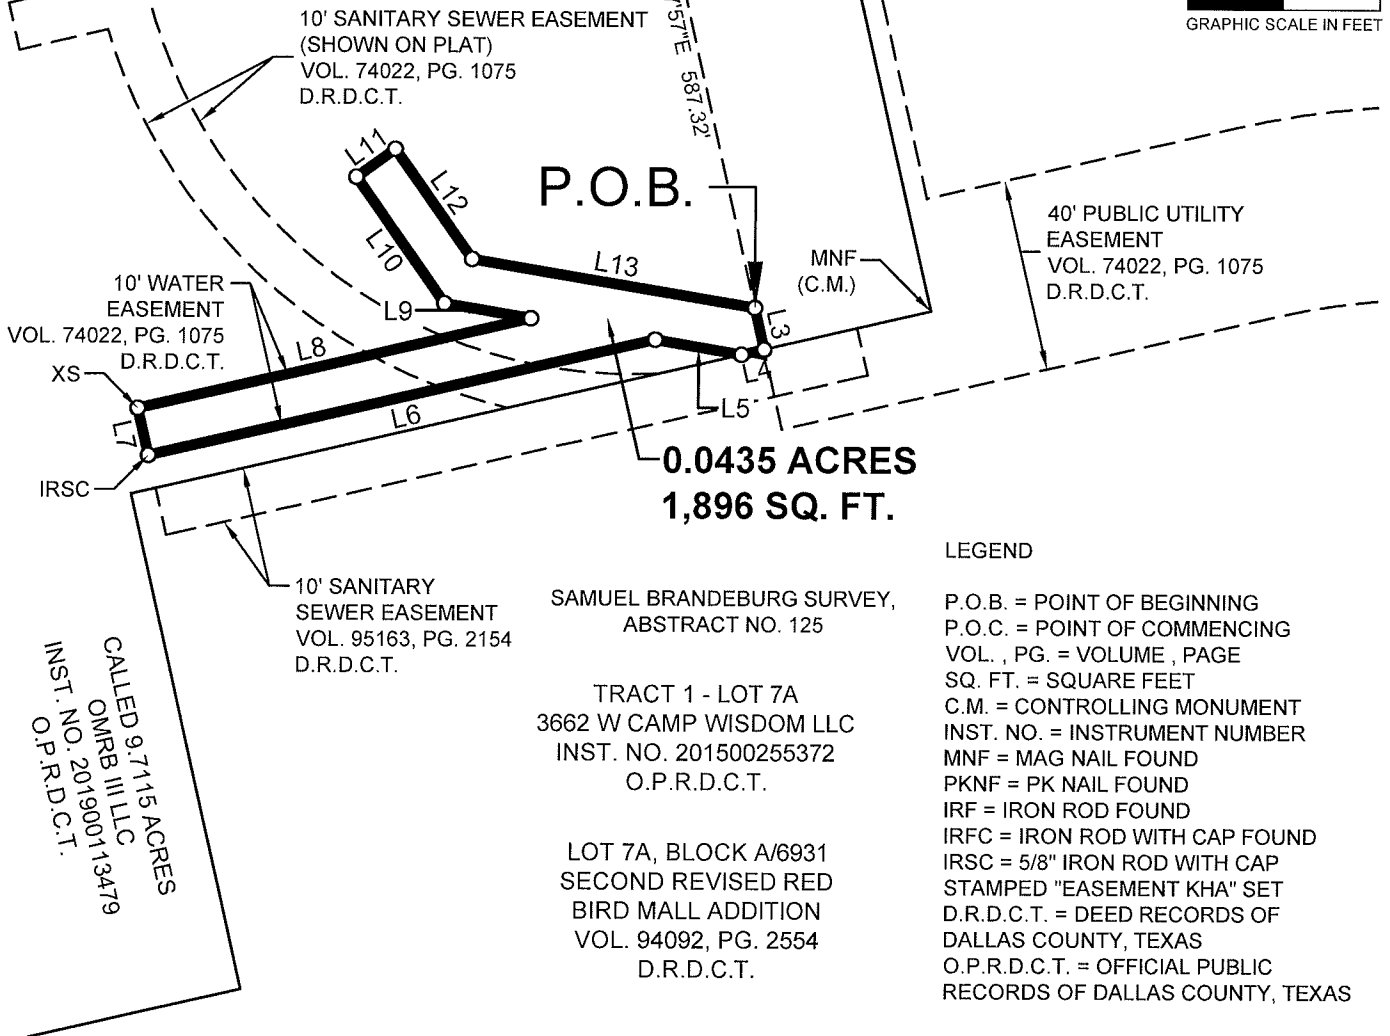 10' SANITARY SEWER EASEMENT
(SHOWN ON PLAT)
VOL. 74022, PG. 1075
D.R.D.C.T.
7'57"E 587.32'
GRAPHIC SCALE IN FEET
L11
L12
P.O.B.
L10
L13
MNF
(C.M.)
40' PUBLIC UTILITY
EASEMENT
VOL. 74022, PG. 1075
D.R.D.C.T.
10' WATER
EASEMENT
VOL. 74022, PG. 1075
D.R.D.C.T.
L9
L3
L8
XS
L4
L5
L6
L7
IRSC
0.0435 ACRES
1,896 SQ. FT.
10' SANITARY
SEWER EASEMENT
VOL. 95163, PG. 2154
D.R.D.C.T.
SAMUEL BRANDEBURG SURVEY,
ABSTRACT NO. 125
TRACT 1 - LOT 7A
3662 W CAMP WISDOM LLC
INST. NO. 201500255372
O.P.R.D.C.T.
LOT 7A, BLOCK A/6931
SECOND REVISED RED
BIRD MALL ADDITION
VOL. 94092, PG. 2554
D.R.D.C.T.
CALLED 9.7115 ACRES
OMRB III LLC
INST. NO. 201900113479
O.P.R.D.C.T.
LEGEND
P.O.B. = POINT OF BEGINNING
P.O.C. = POINT OF COMMENCING
VOL. , PG. = VOLUME , PAGE
SQ. FT. = SQUARE FEET
C.M. = CONTROLLING MONUMENT
INST. NO. = INSTRUMENT NUMBER
MNF = MAG NAIL FOUND
PKNF = PK NAIL FOUND
IRF = IRON ROD FOUND
IRFC = IRON ROD WITH CAP FOUND
IRSC = 5/8" IRON ROD WITH CAP
STAMPED "EASEMENT KHA" SET
D.R.D.C.T. = DEED RECORDS OF
DALLAS COUNTY, TEXAS
O.P.R.D.C.T. = OFFICIAL PUBLIC
RECORDS OF DALLAS COUNTY, TEXAS